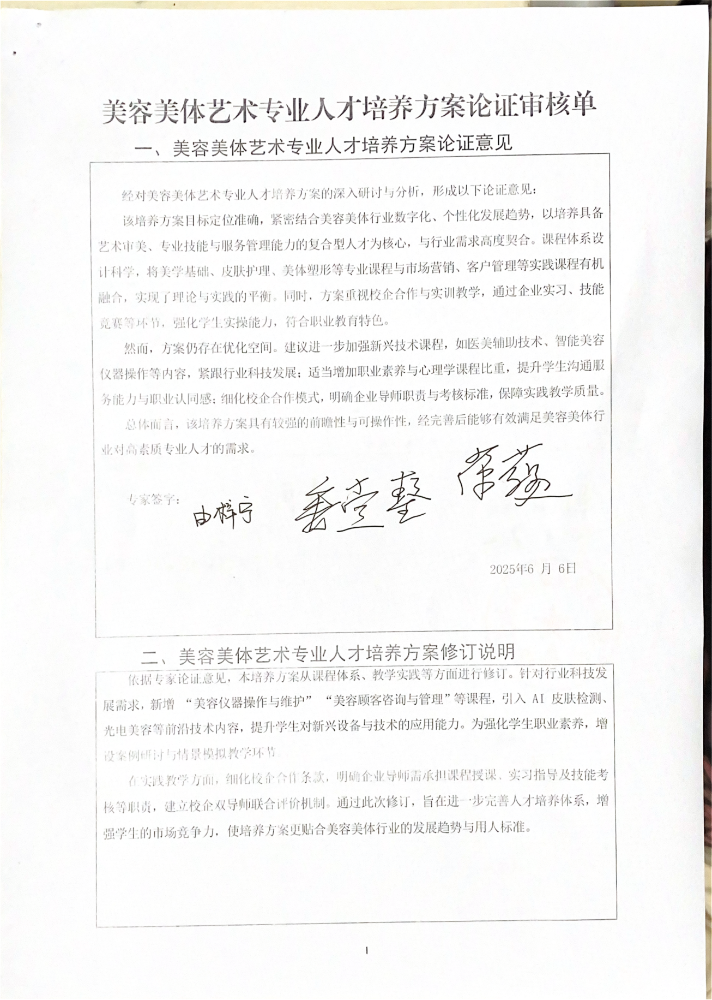 美容美体艺术专业人才培养方案论证审核单
一、美容美体艺术专业人才培养方案论证意见
经对美容美体艺术专业人才培养方案的深入研讨与分析，形成以下论证意见：
该培养方案目标定位准确，紧密结合美容美体行业数字化、个性化发展趋势，以培养具备
艺术审美、专业技能与服务管理能力的复合型人才为核心，与行业需求高度契合。课程体系设
计科学，将美学基础、皮肤护理、美体塑形等专业课程与市场营销、客户管理等实践课程有机
融合，实现了理论与实践的平衡。同时，方案重视校企合作与实训教学，通过企业实习、技能
竞赛等环节，强化学生实操能力，符合职业教育特色。
然而，方案仍存在优化空间。建议进一步加强新兴技术课程，如医美辅助技术、智能美容
仪器操作等内容，紧跟行业科技发展；适当增加职业素养与心理学课程比重，提升学生沟通服
务能力与职业认同感；细化校企合作模式，明确企业导师职责与考核标准，保障实践教学质量。
总体而言，该培养方案具有较强的前瞻性与可操作性，经完善后能够有效满足美容美体行
业对高素质专业人才的需求。
专家签字：
由梓宁
2025年6 月 6日
二、美容美体艺术专业人才培养方案修订说明
依据专家论证意见，本培养方案从课程体系、教学实践等方面进行修订。针对行业科技发
展需求，新增 “美容仪器操作与维护” “美容顾客咨询与管理”等课程，引入 AI 皮肤检测、
光电美容等前沿技术内容，提升学生对新兴设备与技术的应用能力。为强化学生职业素养，增
设案例研讨与情景模拟教学环节
在实践教学方面，细化校企合作条款，明确企业导师需承担课程授课、实习指导及技能考
核等职责，建立校企双导师联合评价机制。通过此次修订，旨在进一步完善人才培养体系，增
强学生的市场竞争力，使培养方案更贴合美容美体行业的发展趋势与用人标准。
1